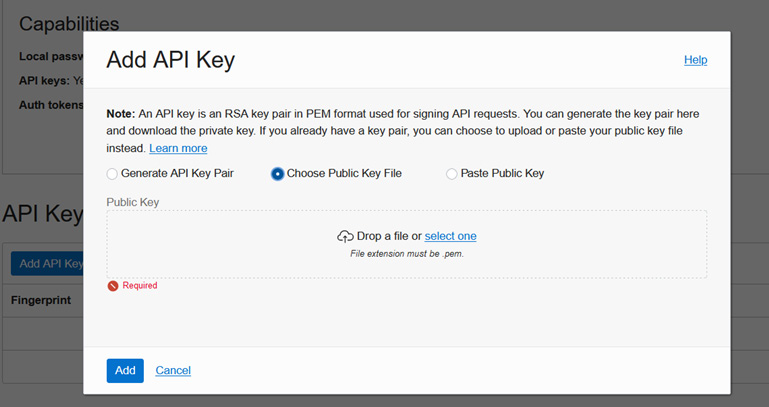 Capabilities
Local passw
API keys: Ye
Auth tokens
Add API Key
Help
Note: An API key is an RSA key pair in PEM format used for signing API requests. You can generate the key pair here
and download the private key. If you already have a key pair, you can choose to upload or paste your public key file
instead. Learn more
Generate API Key Pair
Choose Public Key File
Paste Public Key
Public Key
Drop a file or select one
File extension must be .pem.
Required
API Key
Add API Key
Fingerprint
Add
Cancel